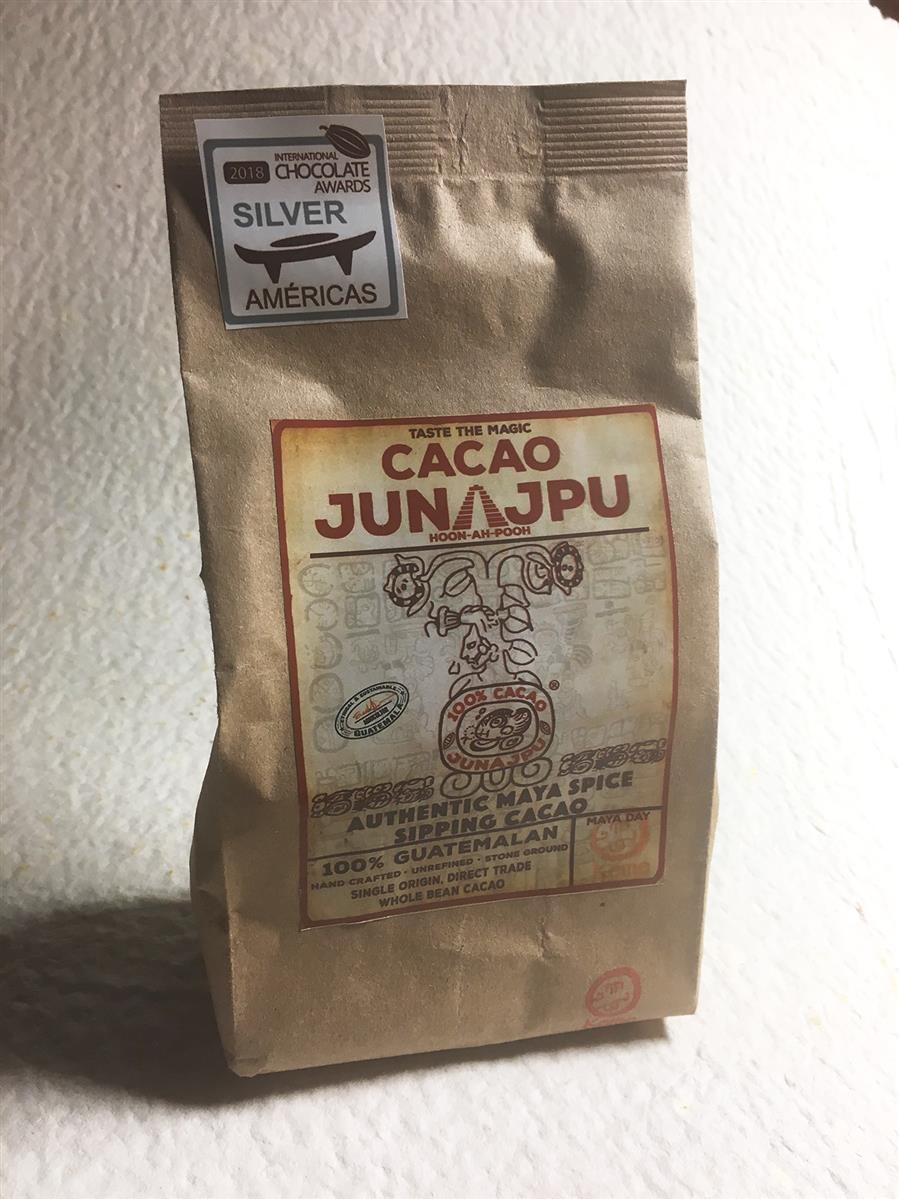 2018
INTERNATIONAL
CHOCOLATE
AWARDS
SILVER
AMÉRICAS
TASTE THE MAGIC
CACAO
JUNAJPU
HOON-AH-POOH
100% CACAO
®
JUNAJPU
& SUSTAINABLE
GUATEMALA
AUTHENTIC MAYA SPICE
SIPPING CACAO
100% GUATEMALAN
HAND CRAFTED · UNREFINED · STONE GROUND
SINGLE ORIGIN, DIRECT TRADE
WHOLE BEAN CACAO
MAYA DAY